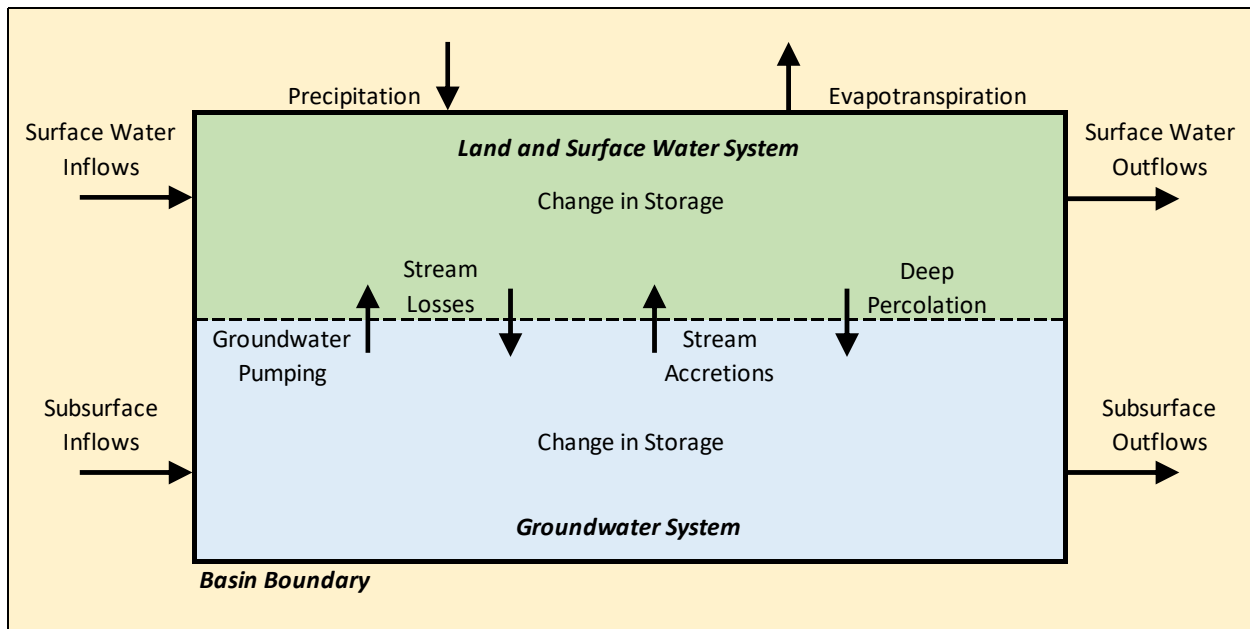 Precipitation
Evapotranspiration
Surface Water
Inflows
Land and Surface Water System
Surface Water
Outflows
Change in Storage
Stream
Losses
Deep
Percolation
Groundwater
Pumping
Stream
Accretions
Subsurface
Inflows
Change in Storage
Subsurface
Outflows
Groundwater System
Basin Boundary